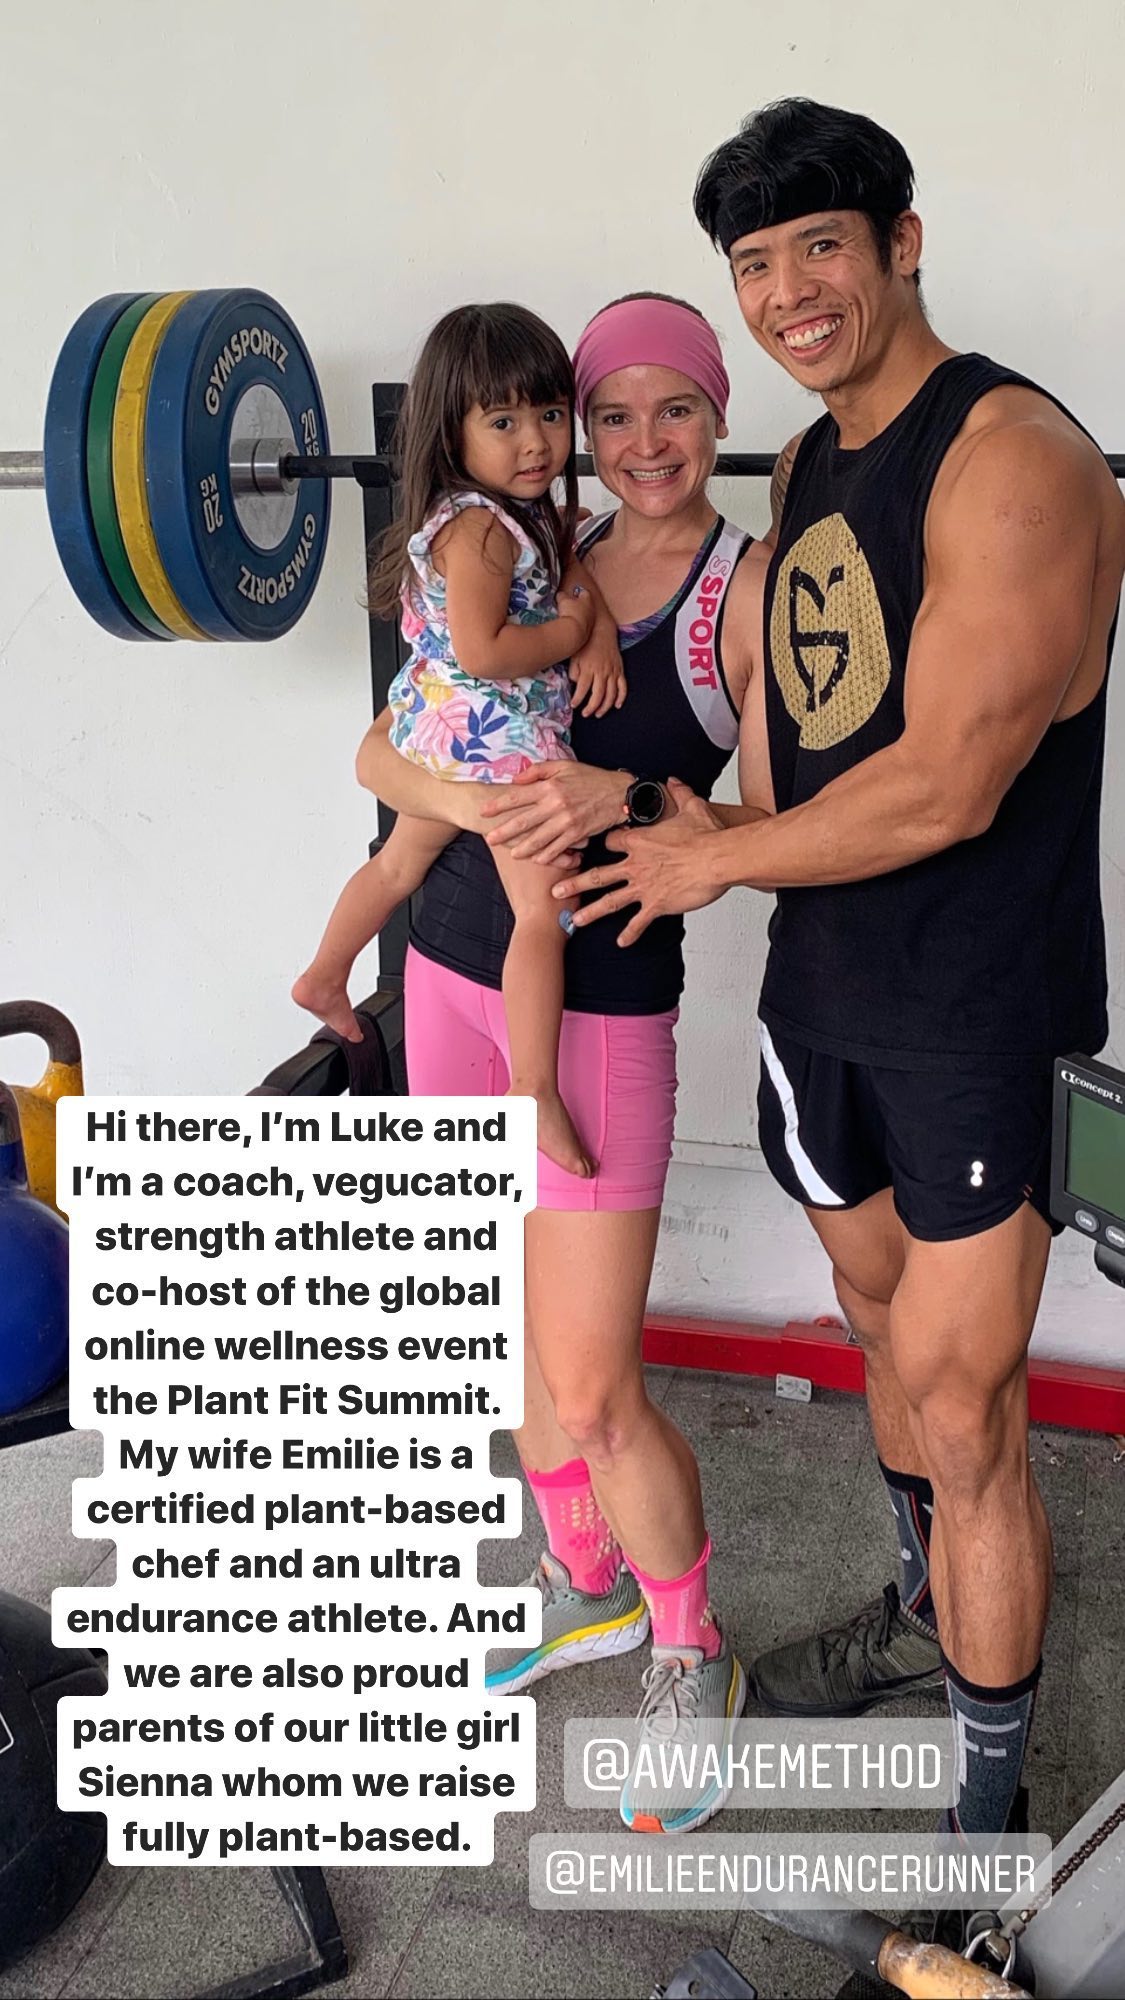 GYMSPORTZ
20
KG
20
KG
GYMSPORTZ
SSPORT
concept 2.
Hi there, I’m Luke and
I’m a coach, vegucator,
strength athlete and
co-host of the global
online wellness event
the Plant Fit Summit.
My wife Emilie is a
certified plant-based
chef and an ultra
endurance athlete. And
we are also proud
parents of our little girl
Sienna whom we raise
fully plant-based.
@AWAKEMETHOD
@EMILIEENDURANCERUNNER